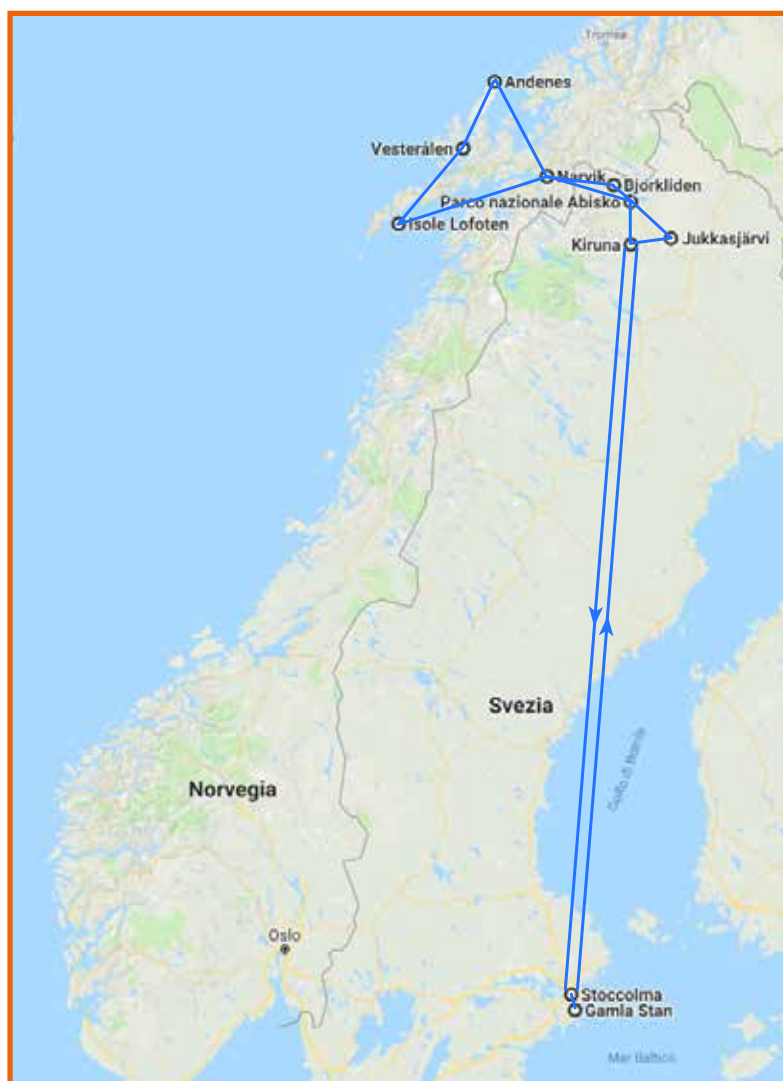 Tromsø
Andenes
Vesterålen
Narvik
Bjorkliden
Parco nazionale Abisko
Isole Lofoten
Jukkasjärvi
Kiruna
Svezia
Golfo di Botnia
Norvegia
Oslo
Stoccolma
Gamla Stan
Mar Baltico